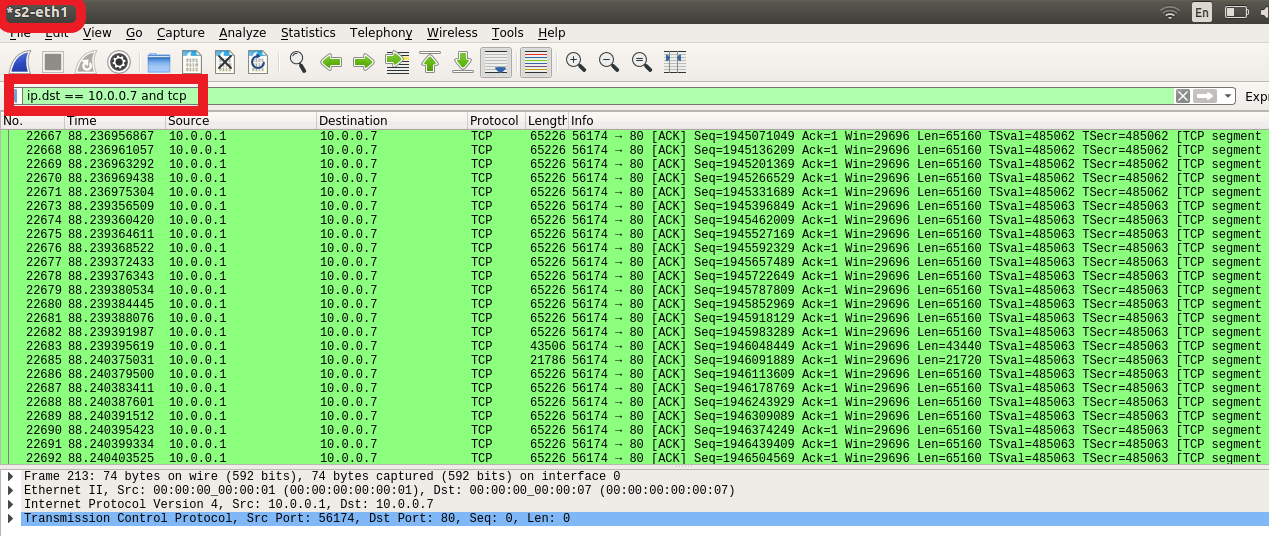 *s2-eth1
En
File Edit View Go Capture Analyze Statistics Telephony Wireless Tools Help
ip.dst == 10.0.0.7 and tcp
Expr
No. Time Source Destination Protocol Length Info
22667 88.236956867 10.0.0.1 10.0.0.7 TCP 65226 56174 → 80 [ACK] Seq=1945071049 Ack=1 Win=29696 Len=65160 TSval=485062 TSecr=485062 [TCP segment
22668 88.236961057 10.0.0.1 10.0.0.7 TCP 65226 56174 → 80 [ACK] Seq=1945136209 Ack=1 Win=29696 Len=65160 TSval=485062 TSecr=485062 [TCP segment
22669 88.236963292 10.0.0.1 10.0.0.7 TCP 65226 56174 → 80 [ACK] Seq=1945201369 Ack=1 Win=29696 Len=65160 TSval=485062 TSecr=485062 [TCP segment
22670 88.236969438 10.0.0.1 10.0.0.7 TCP 65226 56174 → 80 [ACK] Seq=1945266529 Ack=1 Win=29696 Len=65160 TSval=485062 TSecr=485062 [TCP segment
22671 88.236975304 10.0.0.1 10.0.0.7 TCP 65226 56174 → 80 [ACK] Seq=1945331689 Ack=1 Win=29696 Len=65160 TSval=485062 TSecr=485062 [TCP segment
22673 88.239356509 10.0.0.1 10.0.0.7 TCP 65226 56174 → 80 [ACK] Seq=1945396849 Ack=1 Win=29696 Len=65160 TSval=485063 TSecr=485063 [TCP segment
22674 88.239360420 10.0.0.1 10.0.0.7 TCP 65226 56174 → 80 [ACK] Seq=1945462009 Ack=1 Win=29696 Len=65160 TSval=485063 TSecr=485063 [TCP segment
22675 88.239364611 10.0.0.1 10.0.0.7 TCP 65226 56174 → 80 [ACK] Seq=1945527169 Ack=1 Win=29696 Len=65160 TSval=485063 TSecr=485063 [TCP segment
22676 88.239368522 10.0.0.1 10.0.0.7 TCP 65226 56174 → 80 [ACK] Seq=1945592329 Ack=1 Win=29696 Len=65160 TSval=485063 TSecr=485063 [TCP segment
22677 88.239372433 10.0.0.1 10.0.0.7 TCP 65226 56174 → 80 [ACK] Seq=1945657489 Ack=1 Win=29696 Len=65160 TSval=485063 TSecr=485063 [TCP segment
22678 88.239376343 10.0.0.1 10.0.0.7 TCP 65226 56174 → 80 [ACK] Seq=1945722649 Ack=1 Win=29696 Len=65160 TSval=485063 TSecr=485063 [TCP segment
22679 88.239380534 10.0.0.1 10.0.0.7 TCP 65226 56174 → 80 [ACK] Seq=1945787809 Ack=1 Win=29696 Len=65160 TSval=485063 TSecr=485063 [TCP segment
22680 88.239384445 10.0.0.1 10.0.0.7 TCP 65226 56174 → 80 [ACK] Seq=1945852969 Ack=1 Win=29696 Len=65160 TSval=485063 TSecr=485063 [TCP segment
22681 88.239388076 10.0.0.1 10.0.0.7 TCP 65226 56174 → 80 [ACK] Seq=1945918129 Ack=1 Win=29696 Len=65160 TSval=485063 TSecr=485063 [TCP segment
22682 88.239391987 10.0.0.1 10.0.0.7 TCP 65226 56174 → 80 [ACK] Seq=1945983289 Ack=1 Win=29696 Len=65160 TSval=485063 TSecr=485063 [TCP segment
22683 88.239395619 10.0.0.1 10.0.0.7 TCP 43506 56174 → 80 [ACK] Seq=1946048449 Ack=1 Win=29696 Len=43440 TSval=485063 TSecr=485063 [TCP segment
22685 88.240375031 10.0.0.1 10.0.0.7 TCP 21786 56174 → 80 [ACK] Seq=1946091889 Ack=1 Win=29696 Len=21720 TSval=485063 TSecr=485063 [TCP segment
22686 88.240379500 10.0.0.1 10.0.0.7 TCP 65226 56174 → 80 [ACK] Seq=1946113609 Ack=1 Win=29696 Len=65160 TSval=485063 TSecr=485063 [TCP segment
22687 88.240383411 10.0.0.1 10.0.0.7 TCP 65226 56174 → 80 [ACK] Seq=1946178769 Ack=1 Win=29696 Len=65160 TSval=485063 TSecr=485063 [TCP segment
22688 88.240387601 10.0.0.1 10.0.0.7 TCP 65226 56174 → 80 [ACK] Seq=1946243929 Ack=1 Win=29696 Len=65160 TSval=485063 TSecr=485063 [TCP segment
22689 88.240391512 10.0.0.1 10.0.0.7 TCP 65226 56174 → 80 [ACK] Seq=1946309089 Ack=1 Win=29696 Len=65160 TSval=485063 TSecr=485063 [TCP segment
22690 88.240395423 10.0.0.1 10.0.0.7 TCP 65226 56174 → 80 [ACK] Seq=1946374249 Ack=1 Win=29696 Len=65160 TSval=485063 TSecr=485063 [TCP segment
22691 88.240399334 10.0.0.1 10.0.0.7 TCP 65226 56174 → 80 [ACK] Seq=1946439409 Ack=1 Win=29696 Len=65160 TSval=485063 TSecr=485063 [TCP segment
22692 88.240403525 10.0.0.1 10.0.0.7 TCP 65226 56174 → 80 [ACK] Seq=1946504569 Ack=1 Win=29696 Len=65160 TSval=485063 TSecr=485063 [TCP segment
Frame 213: 74 bytes on wire (592 bits), 74 bytes captured (592 bits) on interface 0
Ethernet II, Src: 00:00:00_00:00:01 (00:00:00:00:00:01), Dst: 00:00:00_00:00:07 (00:00:00:00:00:07)
Internet Protocol Version 4, Src: 10.0.0.1, Dst: 10.0.0.7
Transmission Control Protocol, Src Port: 56174, Dst Port: 80, Seq: 0, Len: 0